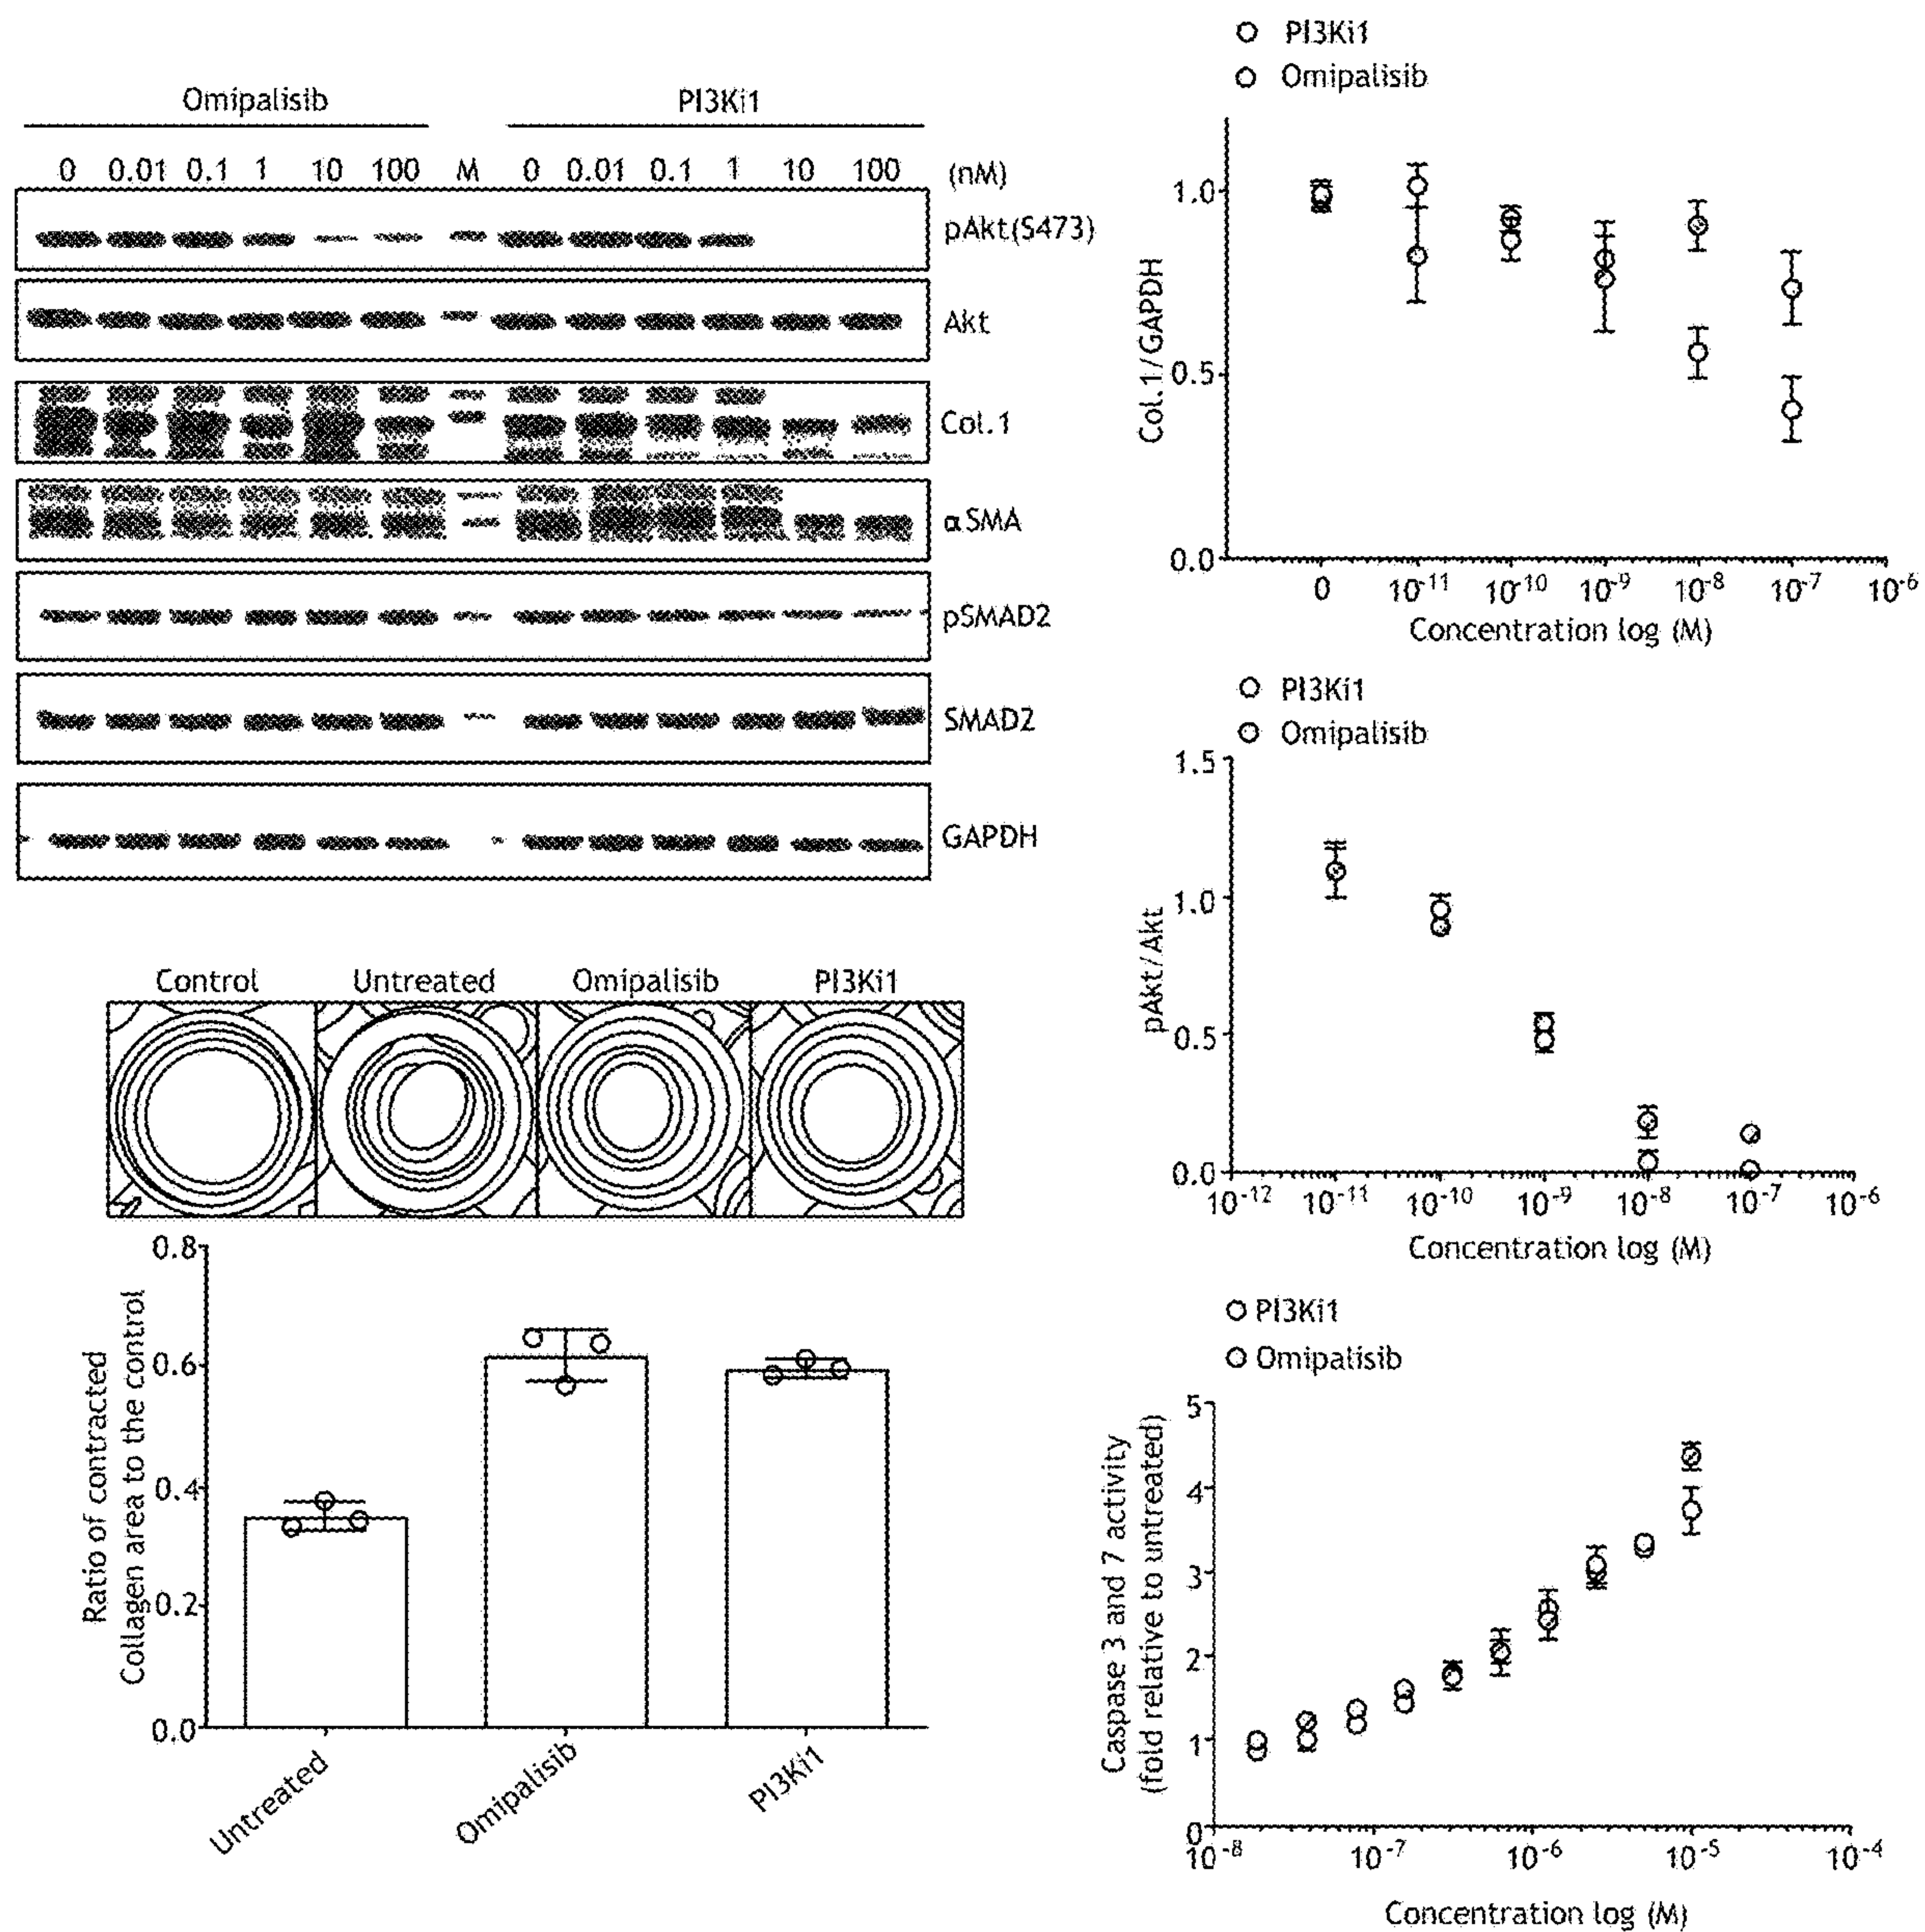 Omipalisib PI3Ki1
0 0.01 0.1 1 10 100 M 0 0.01 0.1 1 10 100 (nM)
pAkt(S473)
Akt
Col.1
αSMA
pSMAD2
SMAD2
GAPDH
Control Untreated Omipalisib PI3Ki1
Ratio of contracted
Collagen area to the control
0.8
0.6
0.4
0.2
0.0
Untreated Omipalisib PI3Ki1
PI3Ki1
Omipalisib
Col.1/GAPDH
1.0
0.5
0.0
0 10-11 10-10 10-9 10-8 10-7 10-6
Concentration log (M)
PI3Ki1
Omipalisib
pAkt/Akt
1.5
1.0
0.5
0.0
10-12 10-11 10-10 10-9 10-8 10-7 10-6
Concentration log (M)
PI3Ki1
Omipalisib
Caspase 3 and 7 activity
(fold relative to untreated)
5
4
3
2
1
0
10-8 10-7 10-6 10-5 10-4
Concentration log (M)